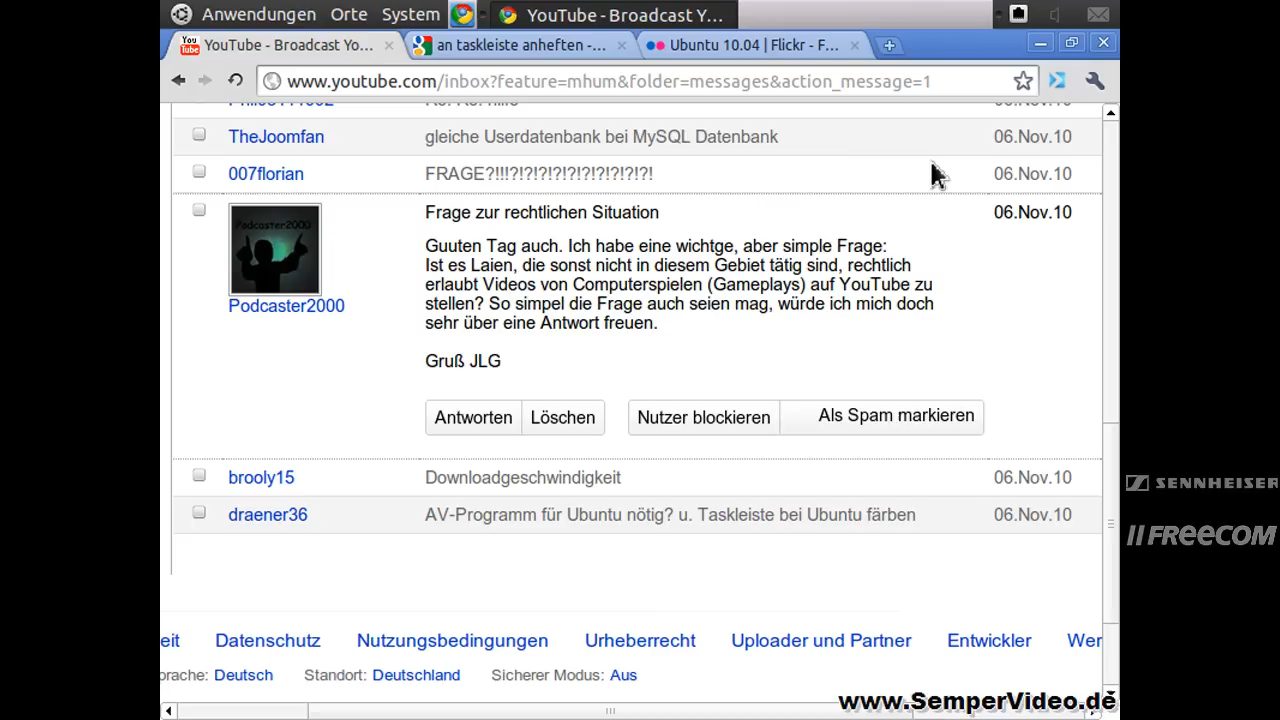 Anwendungen Orte System YouTube - Broadcast Y...
You Tube YouTube - Broadcast Yo... an taskleiste anheften -... Ubuntu 10.04 | Flickr - F...
www.youtube.com/inbox?feature=mhum&folder=messages&action_message=1
TheJoomfan gleiche Userdatenbank bei MySQL Datenbank 06.Nov.10
007florian FRAGE?!!!?!?!?!?!?!?!?!?!?!?! 06.Nov.10
Frage zur rechtlichen Situation 06.Nov.10
Podcaster2000
Guuten Tag auch. Ich habe eine wichtge, aber simple Frage:
Ist es Laien, die sonst nicht in diesem Gebiet tätig sind, rechtlich
erlaubt Videos von Computerspielen (Gameplays) auf YouTube zu
stellen? So simpel die Frage auch seien mag, würde ich mich doch
sehr über eine Antwort freuen.
Podcaster2000
Gruß JLG
Antworten Löschen Nutzer blockieren Als Spam markieren
brooly15 Downloadgeschwindigkeit 06.Nov.10
SENNHEISER
draener36 AV-Programm für Ubuntu nötig? u. Taskleiste bei Ubuntu färben 06.Nov.10
FREECOM
eit Datenschutz Nutzungsbedingungen Urheberrecht Uploader und Partner Entwickler Wer
prache: Deutsch Standort: Deutschland Sicherer Modus: Aus
www.SemperVideo.de